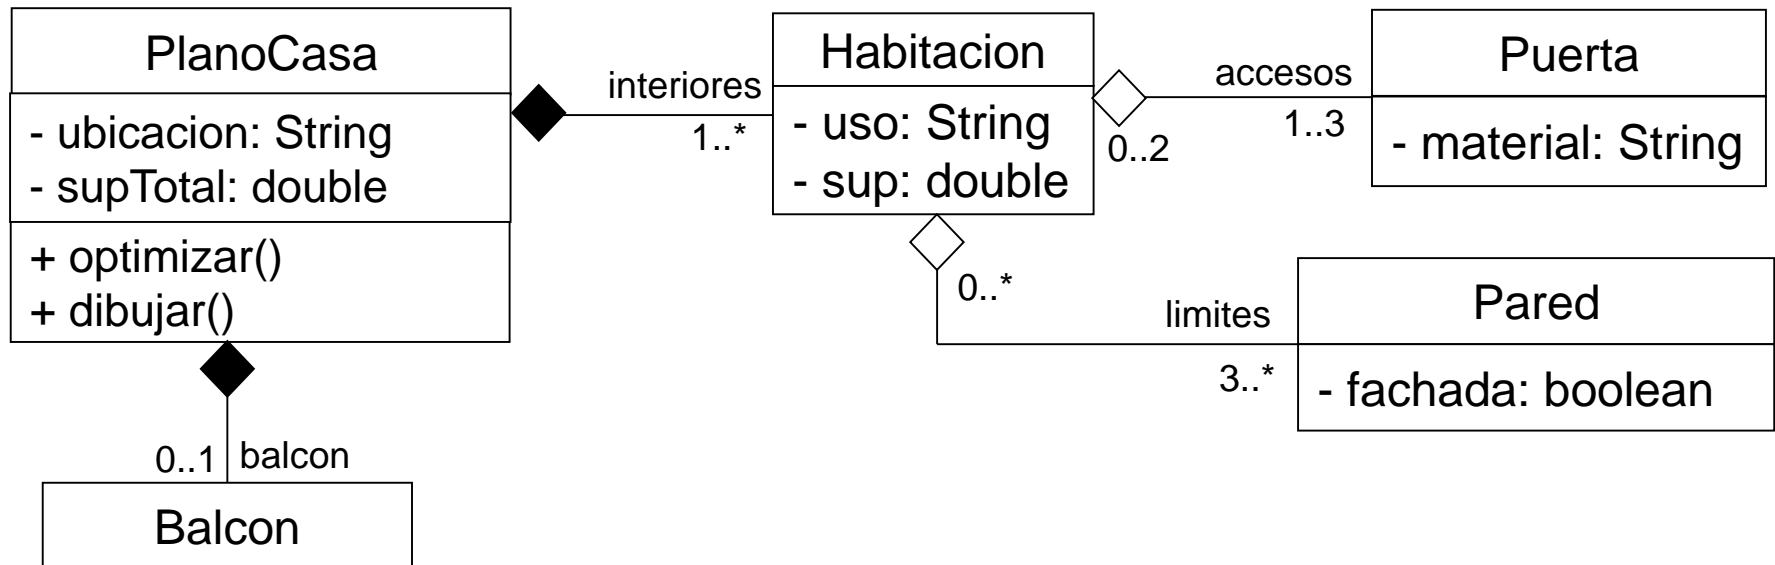 PlanoCasa
- ubicacion: String
- supTotal: double
+ optimizar()
+ dibujar()
interiores
1..*
Habitacion
- uso: String
- sup: double
accesos
0..2
1..3
Puerta
- material: String
0..*
limites
3..*
Pared
- fachada: boolean
0..1
balcon
Balcon